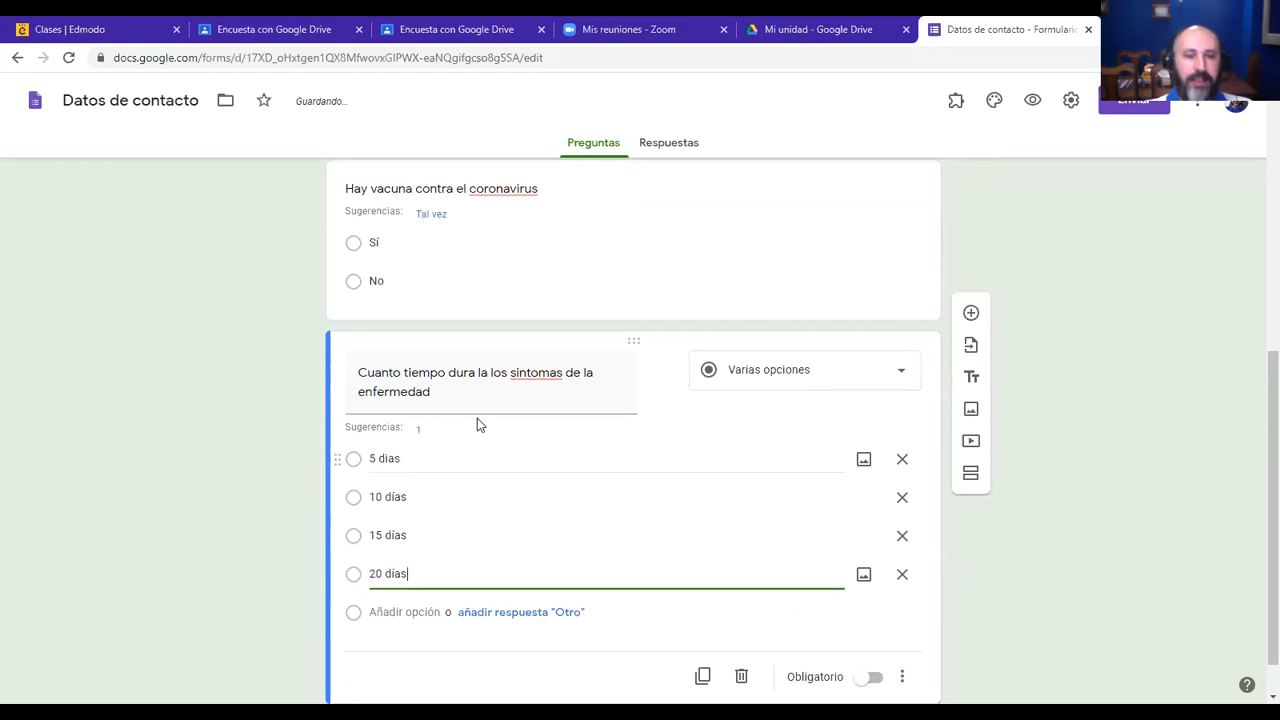 Clases | Edmodo
Encuesta con Google Drive
Encuesta con Google Drive
Mis reuniones - Zoom
Mi unidad - Google Drive
Datos de contacto - Formulario
docs.google.com/forms/d/17XD_oHxtgen1QX8MfwovxGIPWX-eaNQgifgcso8g5SA/edit
Datos de contacto
Guardando...
Preguntas
Respuestas
Hay vacuna contra el coronavirus
Sugerencias:
Tal vez
Sí
No
Cuanto tiempo dura la los sintomas de la
enfermedad
Varias opciones
Sugerencias:
1
5 dias
10 días
15 días
20 días
Añadir opción o añadir respuesta "Otro"
Obligatorio